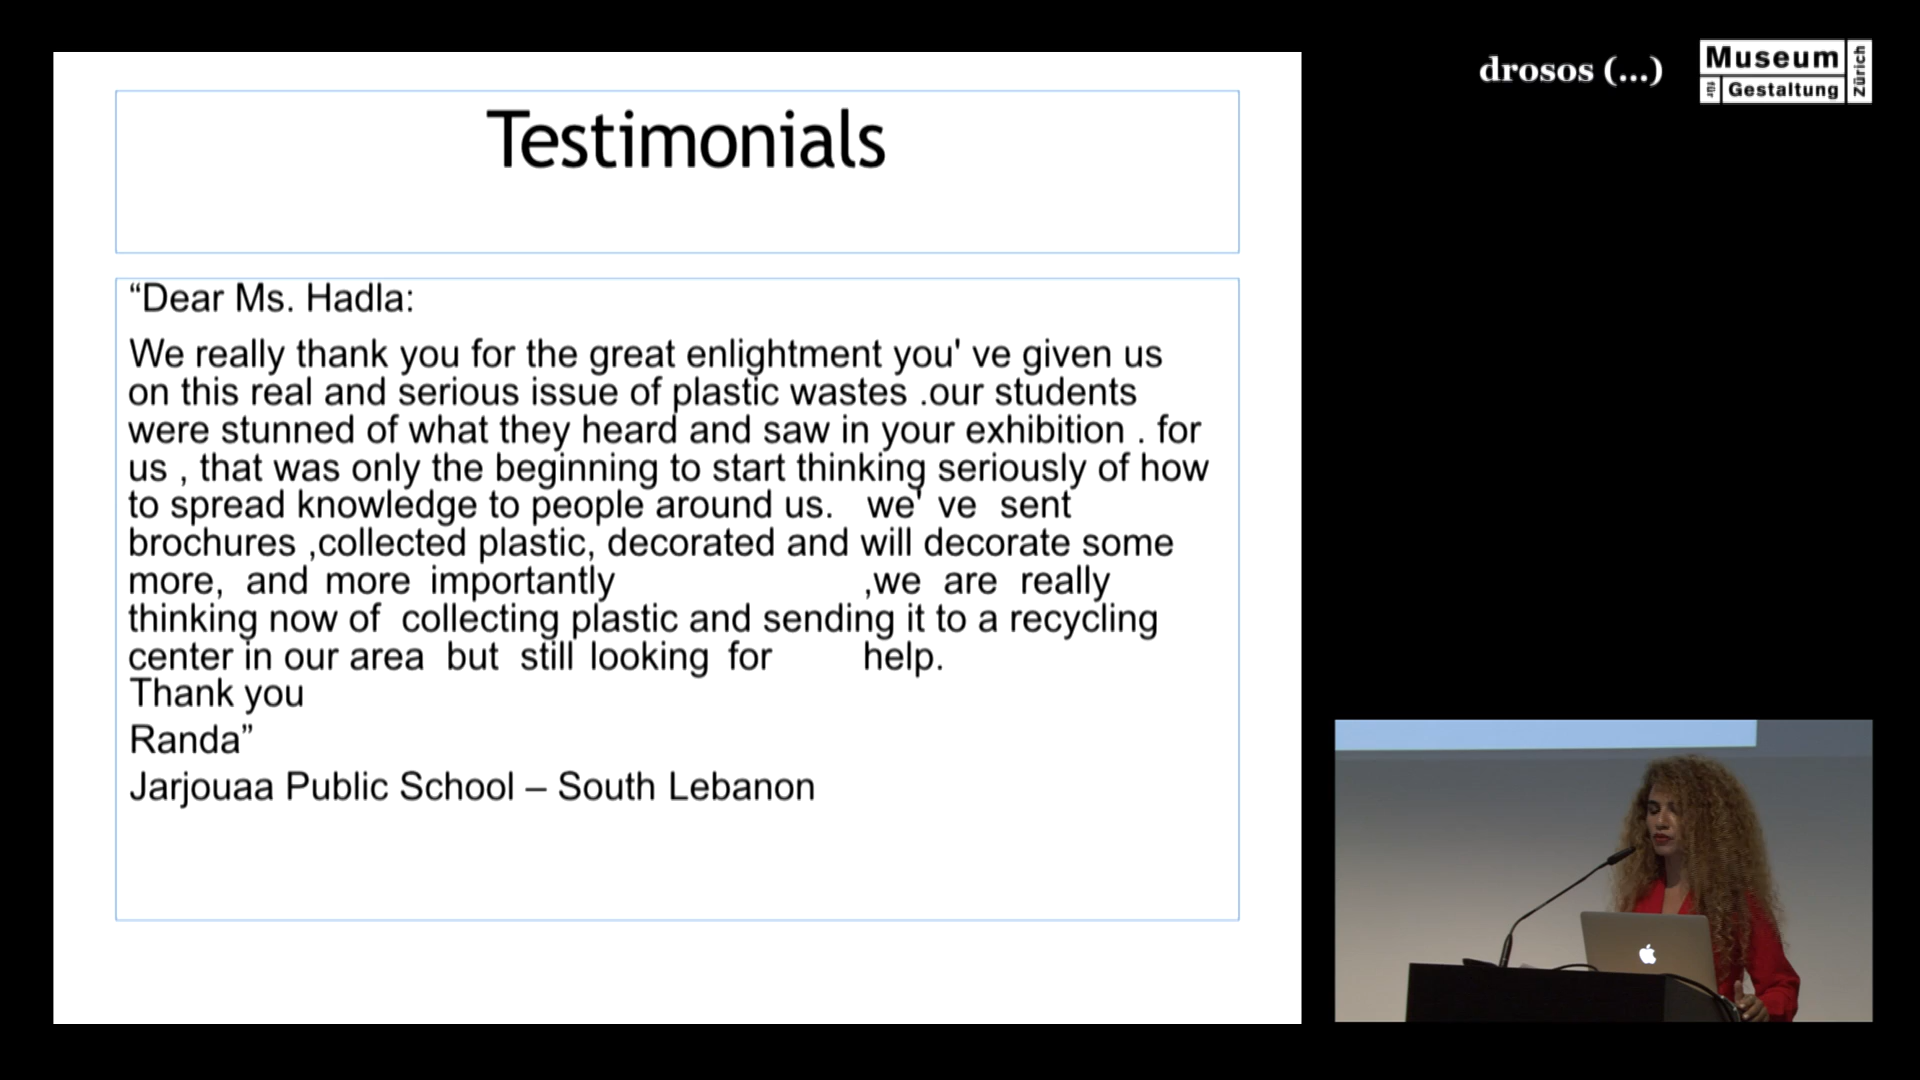 Testimonials
“Dear Ms. Hadla:
We really thank you for the great enlightment you' ve given us
on this real and serious issue of plastic wastes .our students
were stunned of what they heard and saw in your exhibition . for
us , that was only the beginning to start thinking seriously of how
to spread knowledge to people around us. we' ve sent
brochures ,collected plastic, decorated and will decorate some
more, and more importantly ,we are really
thinking now of collecting plastic and sending it to a recycling
center in our area but still looking for help.
Thank you
Randa”
Jarjouaa Public School – South Lebanon
drosos (...)
Museum
für Gestaltung
Zürich